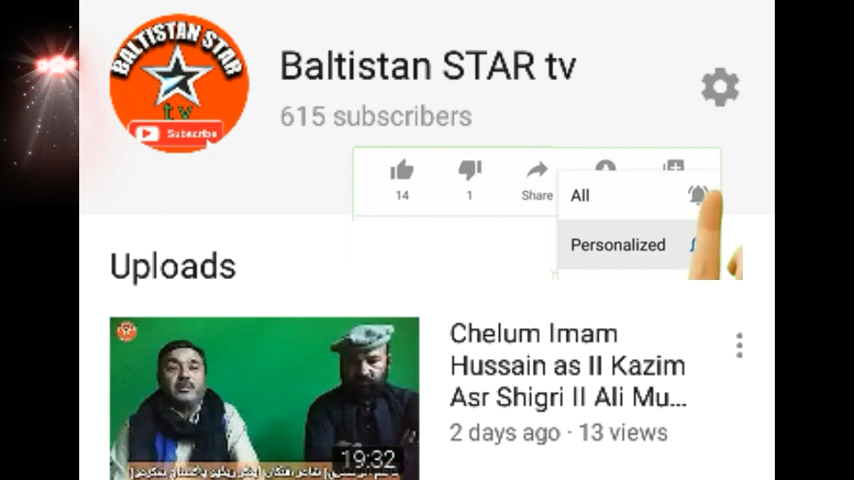 BALTISTAN STAR
tv
Subscribe
Baltistan STAR tv
615 subscribers
14
1
Share
All
Personalized
Uploads
Chelum Imam
Hussain as II Kazim
Asr Shigri II Ali Mu...
2 days ago · 13 views
19:32